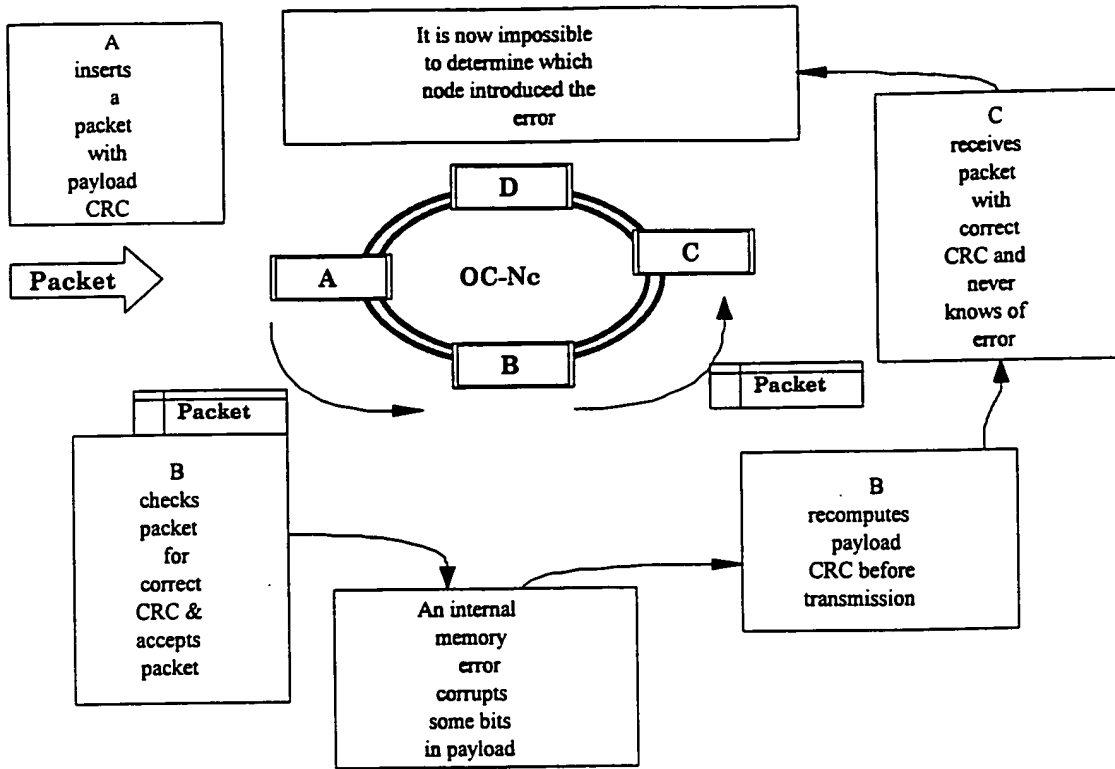 A
inserts
a
packet
with
payload
CRC
It is now impossible
to determine which
node introduced the
error
C
receives
packet
with
correct
CRC and
never
knows of
error
Packet
D
A
OC-Nc
C
B
Packet
Packet
B
checks
packet
for
correct
CRC &
accepts
packet
An internal
memory
error
corrupts
some bits
in payload
B
recomputes
payload
CRC before
transmission